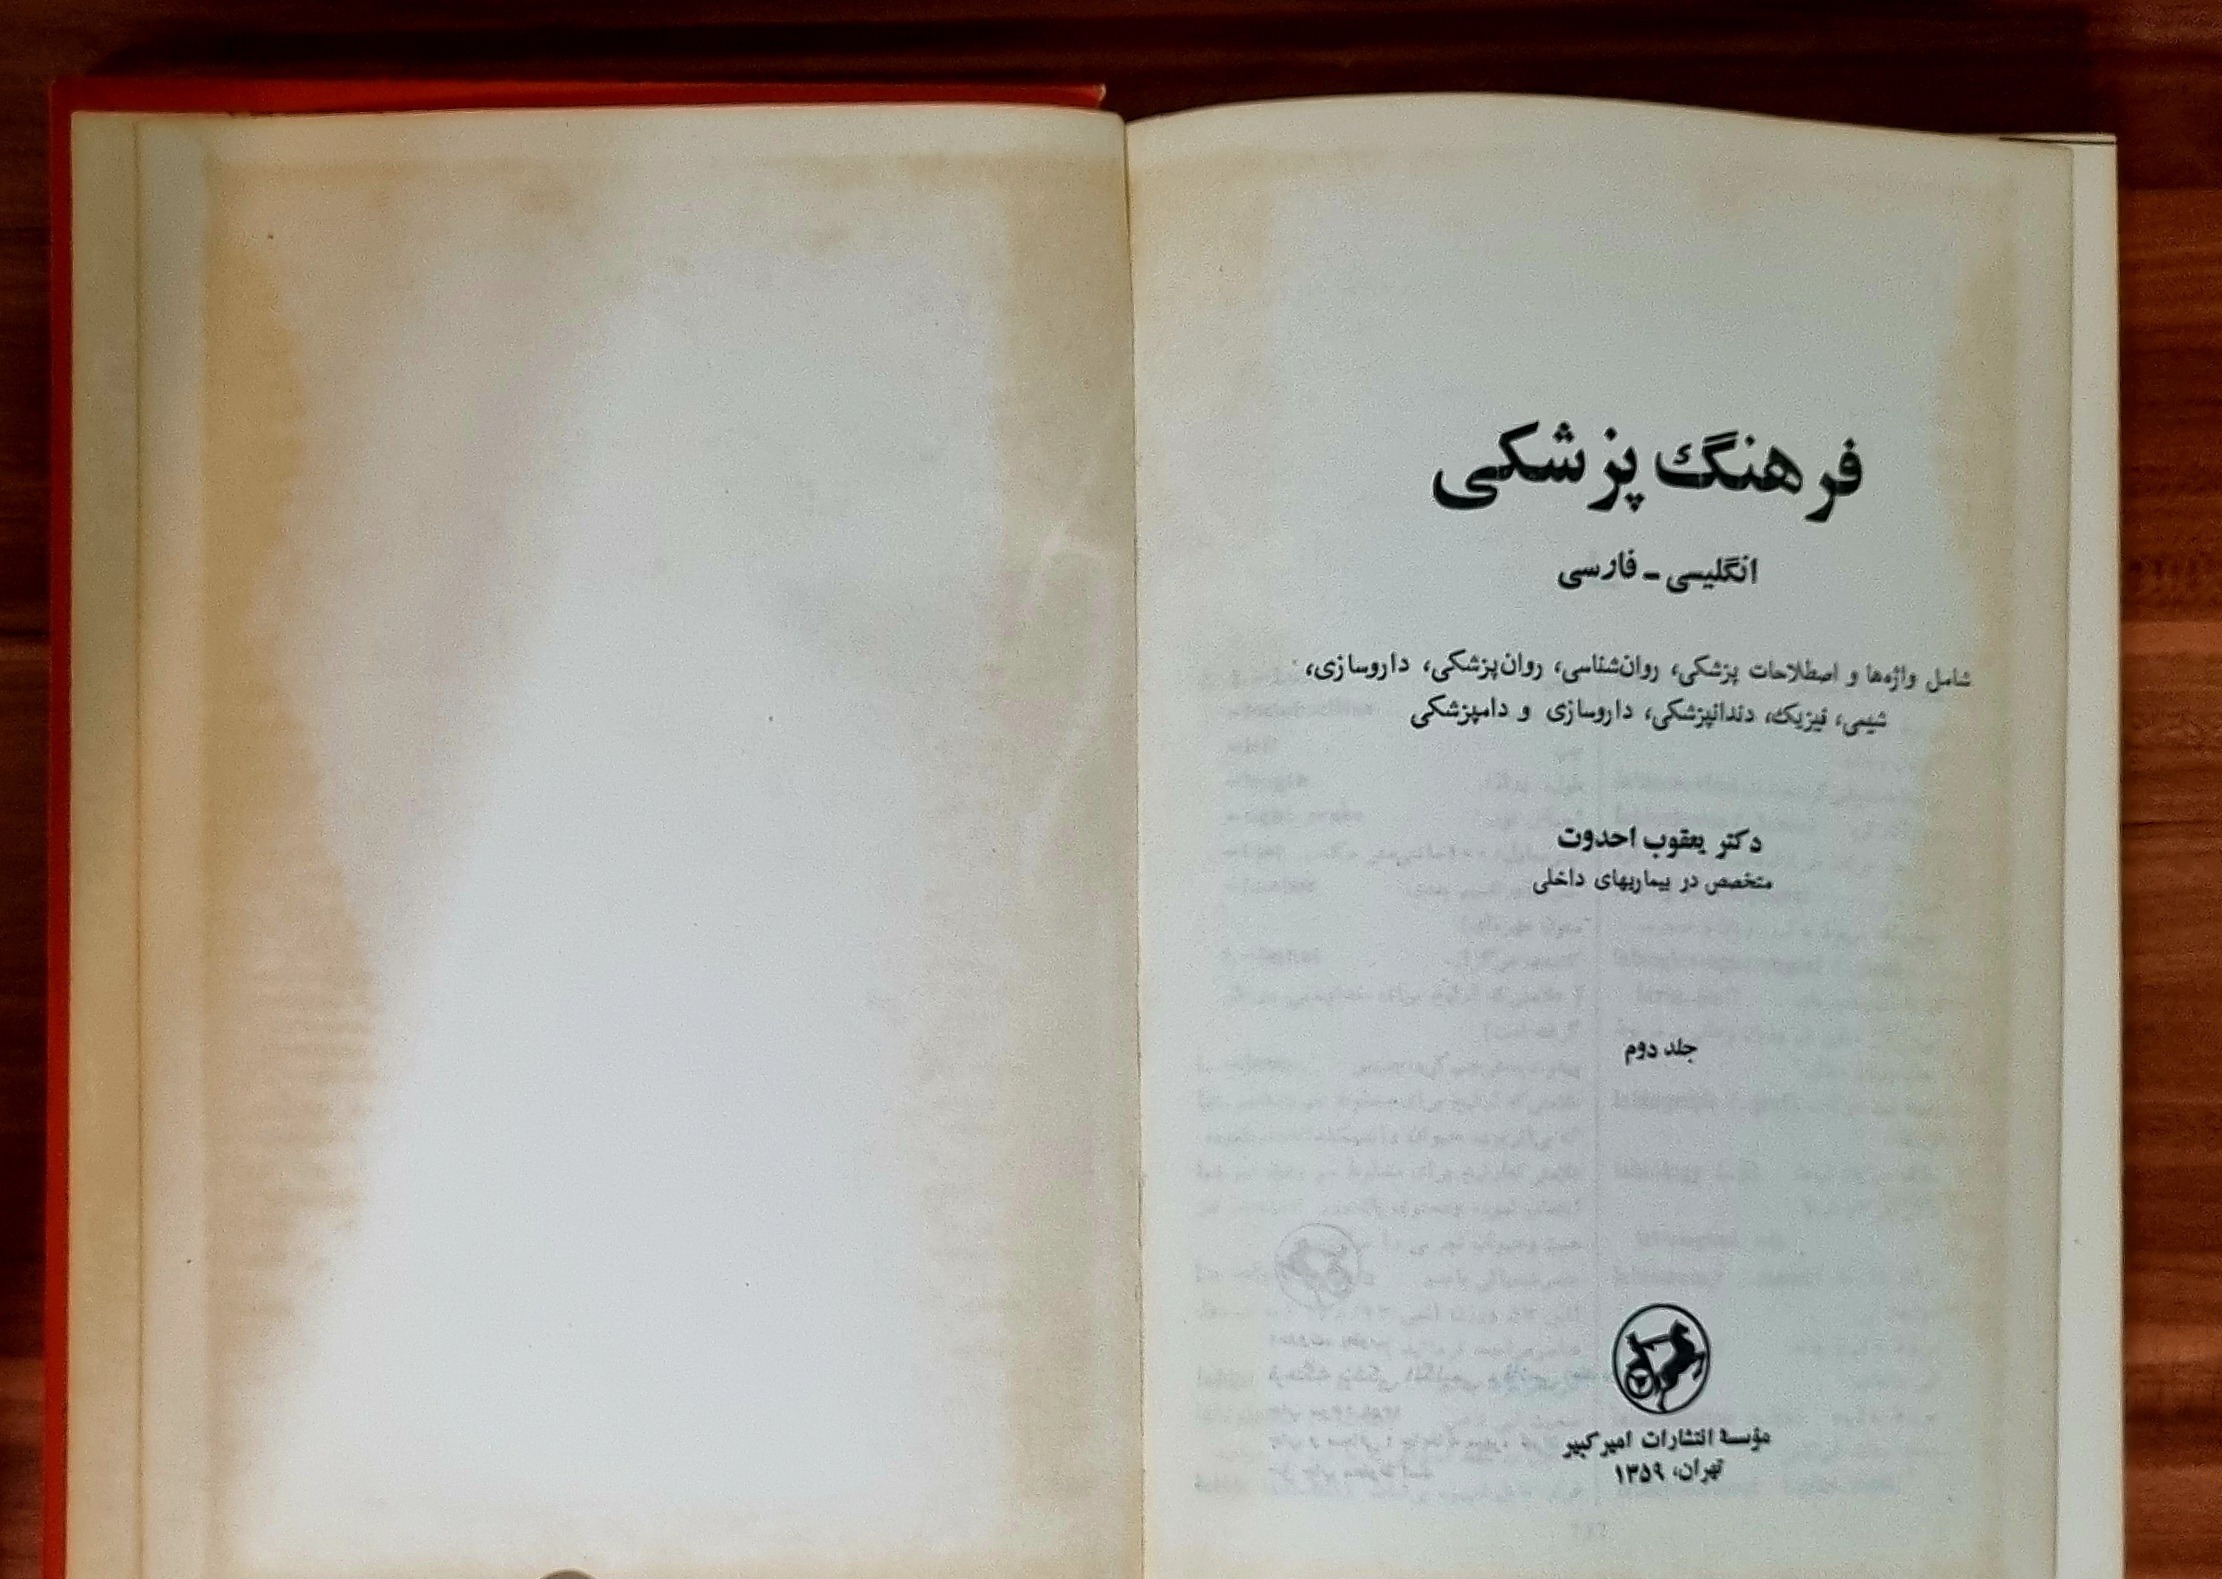 فرهنگ پزشکی
انگلیسی ـ فارسی
شامل واژه‌ها و اصطلاحات پزشکی، روان‌شناسی، روان‌پزشکی، داروسازی،
شیمی، فیزیک، دندانپزشکی، داروسازی و دامپزشکی
دکتر یعقوب احدوت
متخصص در بیماریهای داخلی
جلد دوم
مؤسسهٔ انتشارات امیرکبیر
تهران، ۱۳۵۹